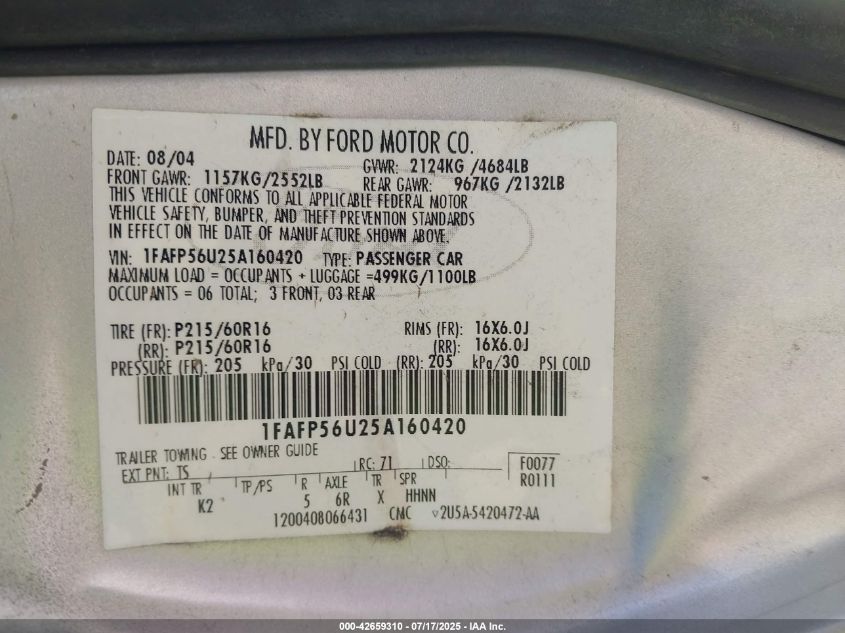 MFD. BY FORD MOTOR CO.
DATE: 08/04 GVWR: 2124KG /4684LB
FRONT GAWR: 1157KG/2552LB REAR GAWR: 967KG /2132LB
THIS VEHICLE CONFORMS TO ALL APPLICABLE FEDERAL MOTOR
VEHICLE SAFETY, BUMPER, AND THEFT PREVENTION STANDARDS
IN EFFECT ON THE DATE OF MANUFACTURE SHOWN ABOVE.
VIN: 1FAFP56U25A160420 TYPE: PASSENGER CAR
MAXIMUM LOAD = OCCUPANTS + LUGGAGE =499KG/1100LB
OCCUPANTS = 06 TOTAL; 3 FRONT, 03 REAR
TIRE (FR): P215/60R16 RIMS (FR): 16X6.0J
(RR): P215/60R16 (RR): 16X6.0J
PRESSURE (FR): 205 kPa/30 PSI COLD (RR): 205 kPa/30 PSI COLD
1FAFP56U25A160420
TRAILER TOWING - SEE OWNER GUIDE
EXT PNT: TS RC: 71 DSO: F0077
INT TR TP/PS R AXLE TR SPR R0111
K2 5 6R X HHNN
1200408066431 CMC V2U5A-5420472-AA
000-42659310 - 07/17/2025 - IAA Inc.